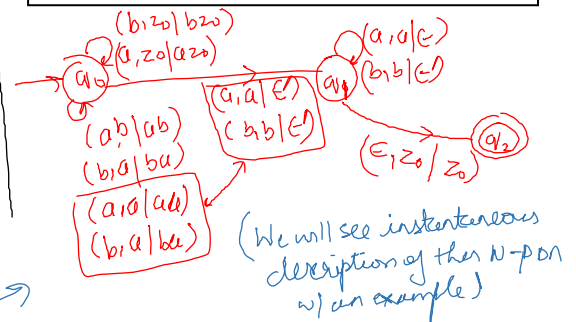 (b,z0|bz0)
(a,z0|az0)
q0
(a,a|ϵ)
(b,b|ϵ)
q1
(a,a|ϵ)
(b,b|ϵ)
q2
(ϵ,z0/z0)
(a,b|ab)
(b,a|ba)
(a,a|aa)
(b,a|ba)
(We will see instantaneous
description of this N-PDA
w/ an example)